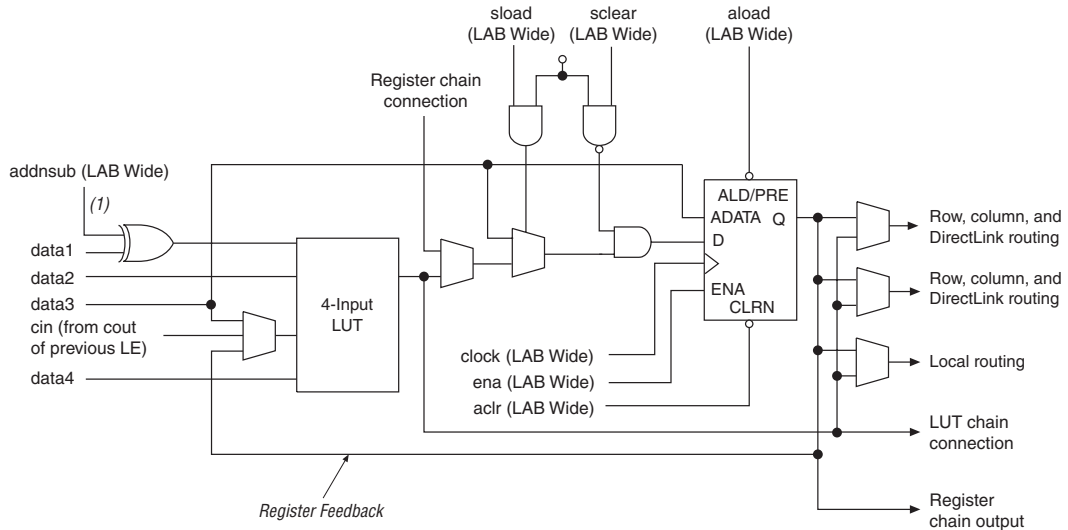 sload
(LAB Wide)
sclear
(LAB Wide)
aload
(LAB Wide)
Register chain
connection
addnsub (LAB Wide)
(1)
data1
data2
data3
cin (from cout
of previous LE)
data4
4-Input
LUT
ALD/PRE
ADATA Q
D
ENA
CLRN
clock (LAB Wide)
ena (LAB Wide)
aclr (LAB Wide)
Row, column, and
DirectLink routing
Row, column, and
DirectLink routing
Local routing
LUT chain
connection
Register
chain output
Register Feedback